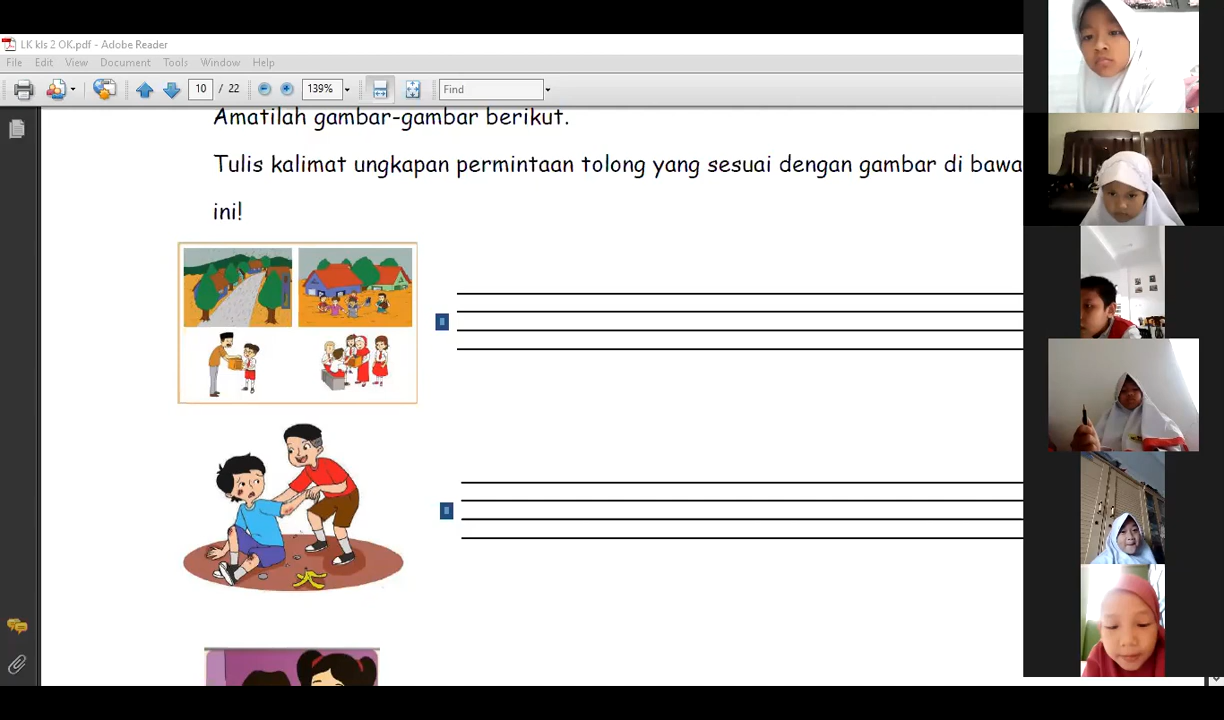 LK kls 2 OK.pdf - Adobe Reader
File Edit View Document Tools Window Help
10 / 22 139% Find
Amatilah gambar-gambar berikut.
Tulis kalimat ungkapan permintaan tolong yang sesuai dengan gambar di bawa
ini!